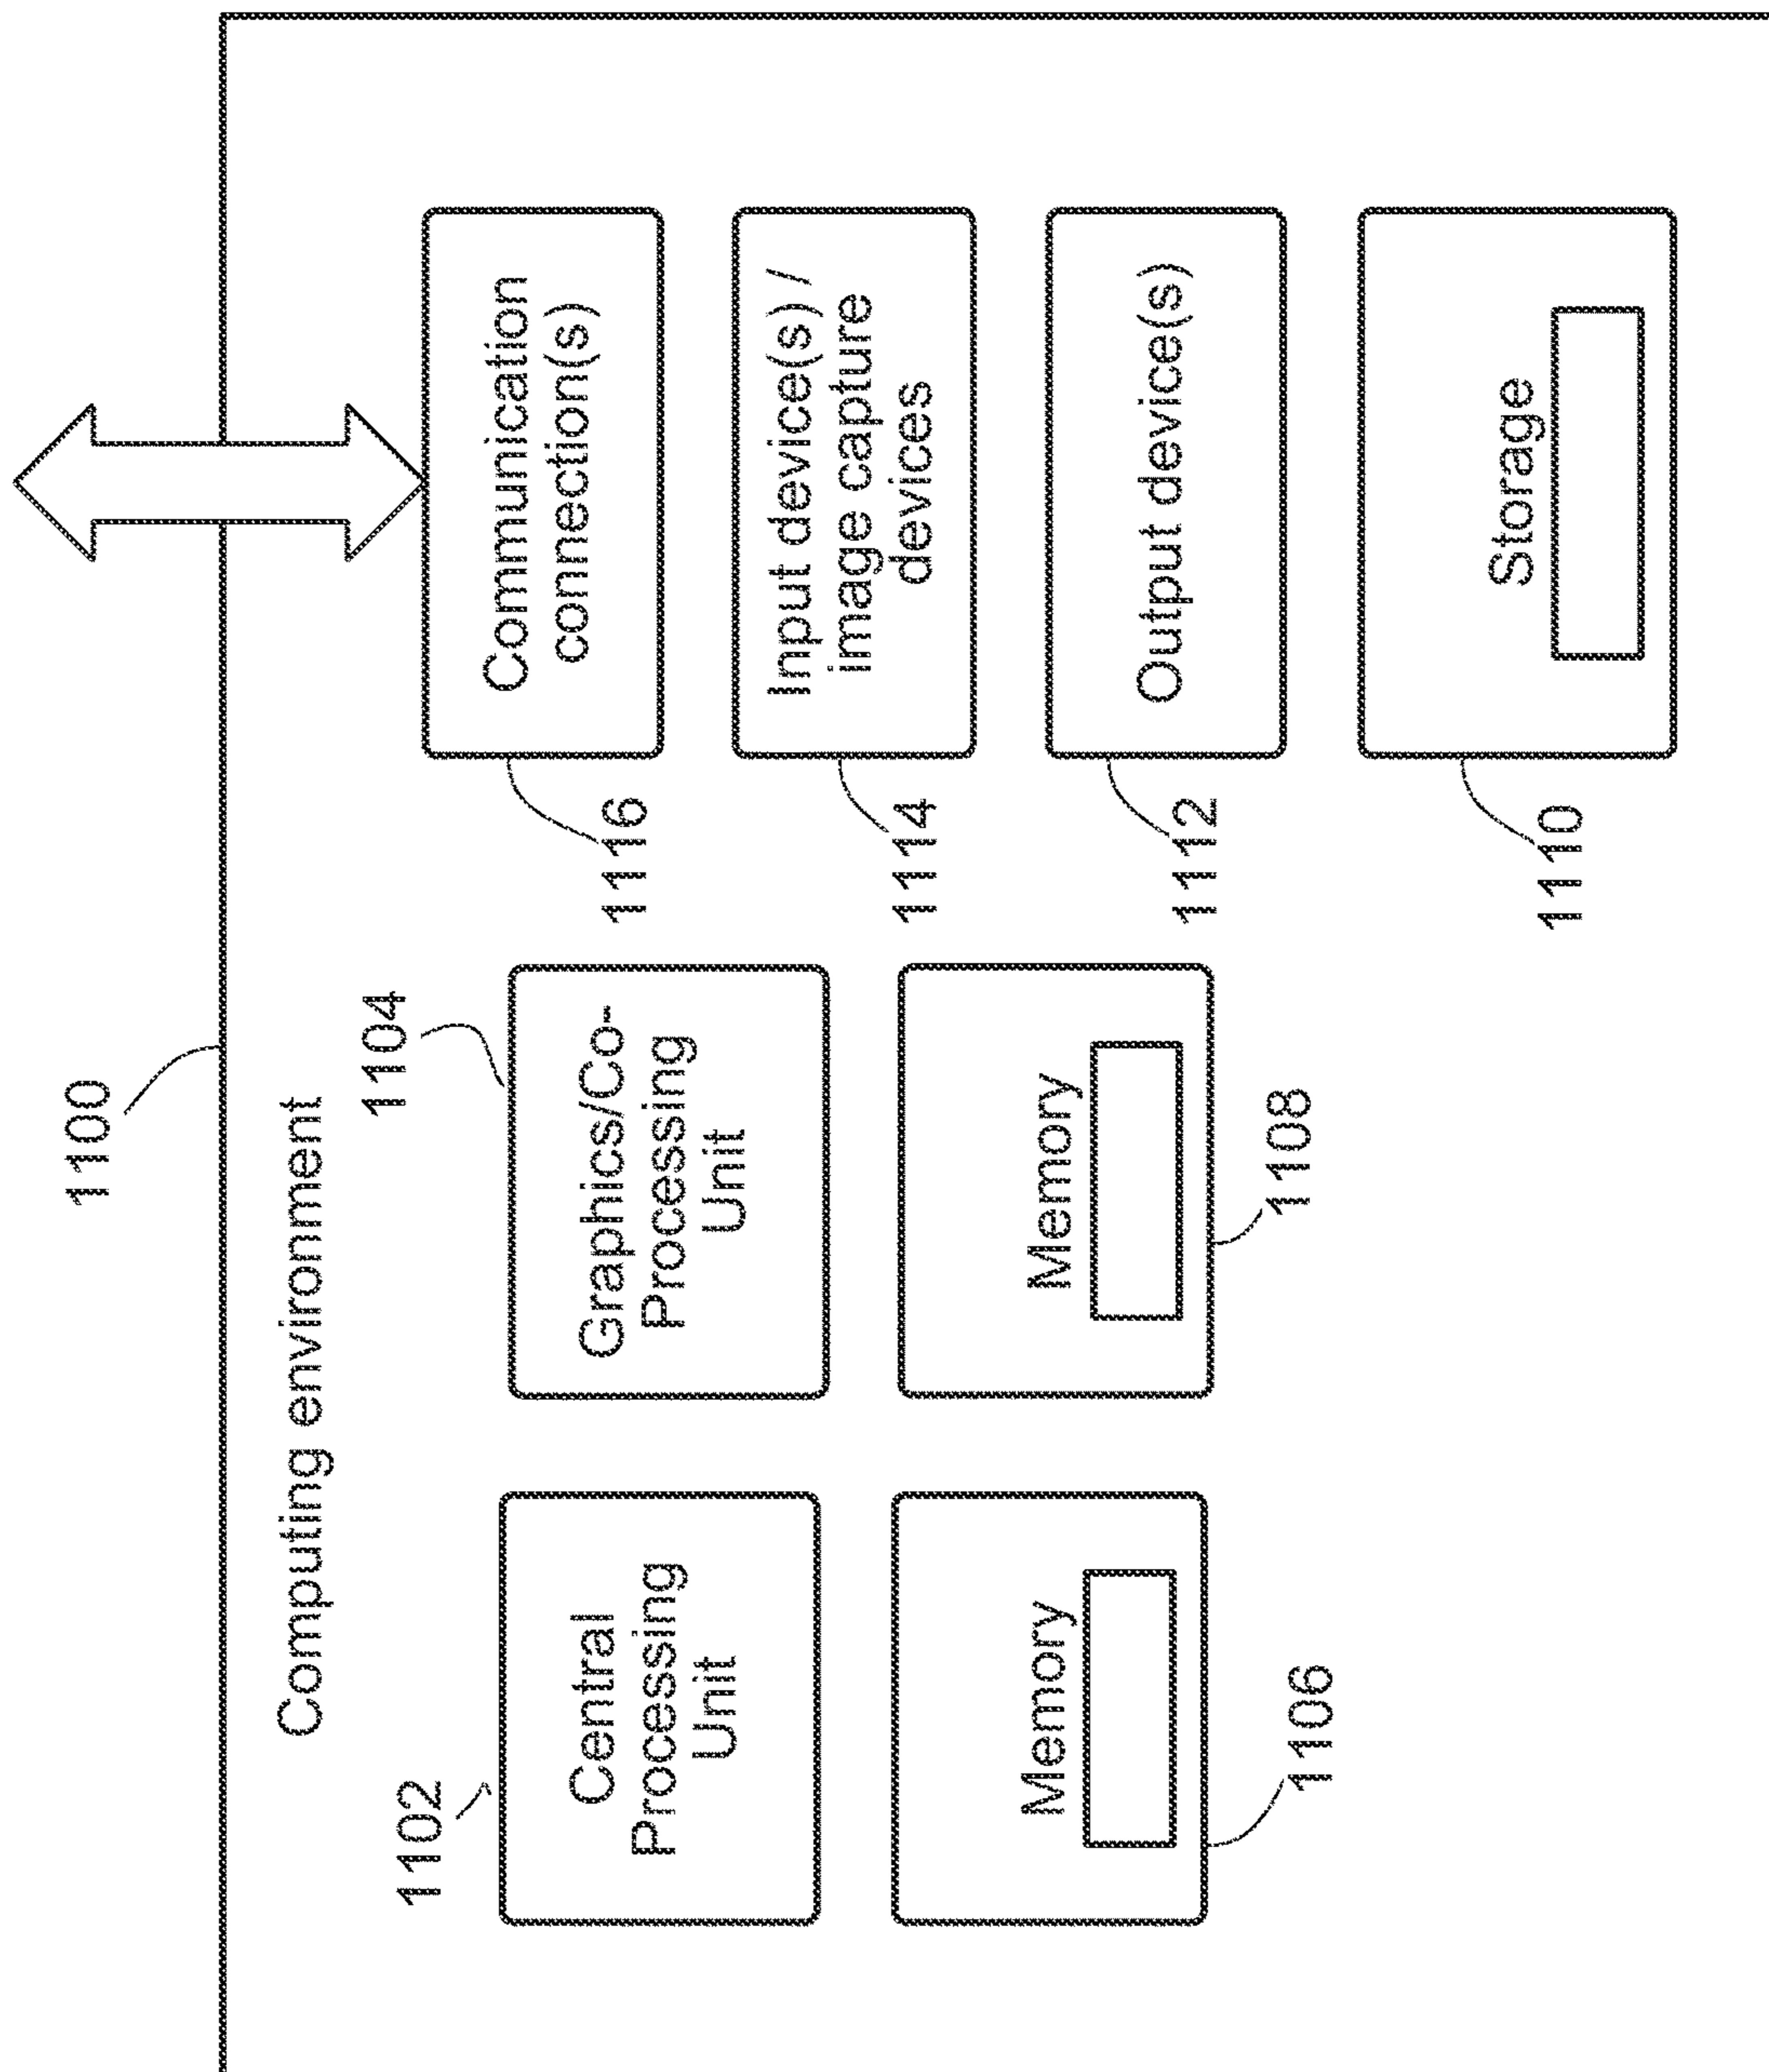 1100
Computing environment
1102
Central
Processing
Unit
1104
Graphics/Co-
Processing
Unit
Memory
1106
Memory
1108
1116
Communication
connection(s)
1114
Input device(s) /
image capture
devices
1112
Output device(s)
1110
Storage